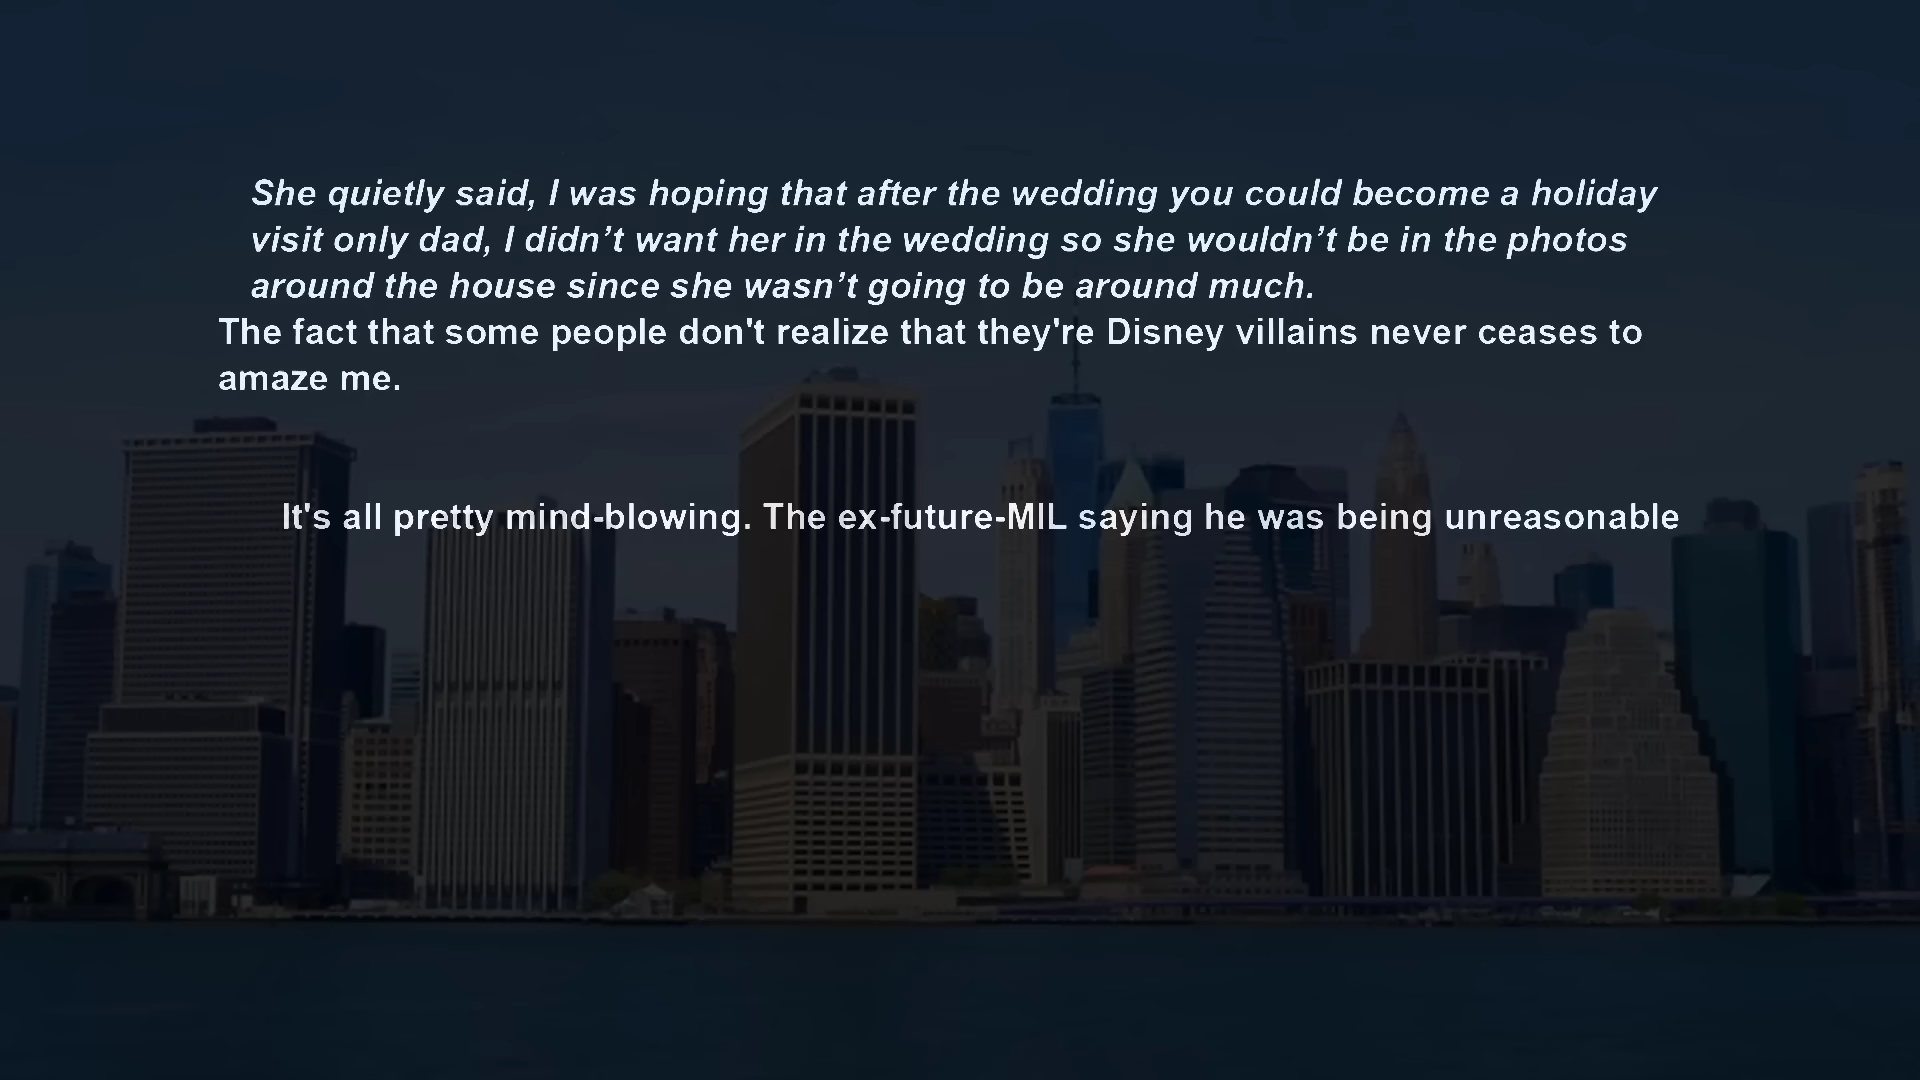 She quietly said, I was hoping that after the wedding you could become a holiday
visit only dad, I didn’t want her in the wedding so she wouldn’t be in the photos
around the house since she wasn’t going to be around much.
The fact that some people don't realize that they're Disney villains never ceases to
amaze me.
It's all pretty mind-blowing. The ex-future-MIL saying he was being unreasonable